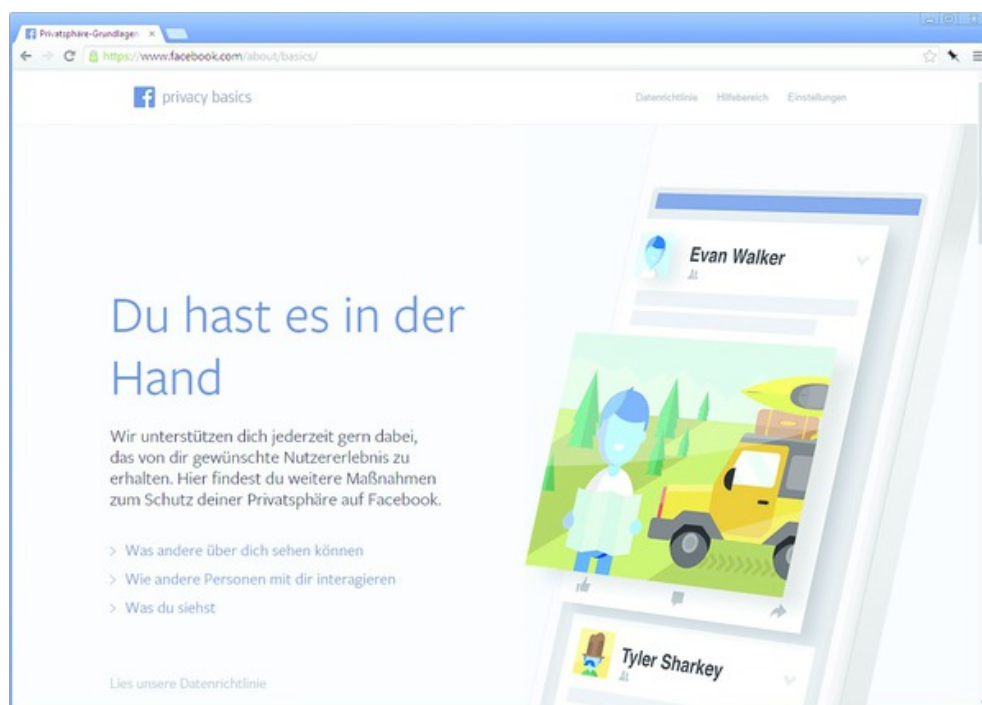 Privatsphäre-Grundlagen
https://www.facebook.com/about/basics/
privacy basics
Datenrichtlinie Hilfebereich Einstellungen
Evan Walker
Du hast es in der
Hand
Wir unterstützen dich jederzeit gern dabei,
das von dir gewünschte Nutzererlebnis zu
erhalten. Hier findest du weitere Maßnahmen
zum Schutz deiner Privatsphäre auf Facebook.
> Was andere über dich sehen können
> Wie andere Personen mit dir interagieren
> Was du siehst
Tyler Sharkey
Lies unsere Datenrichtlinie